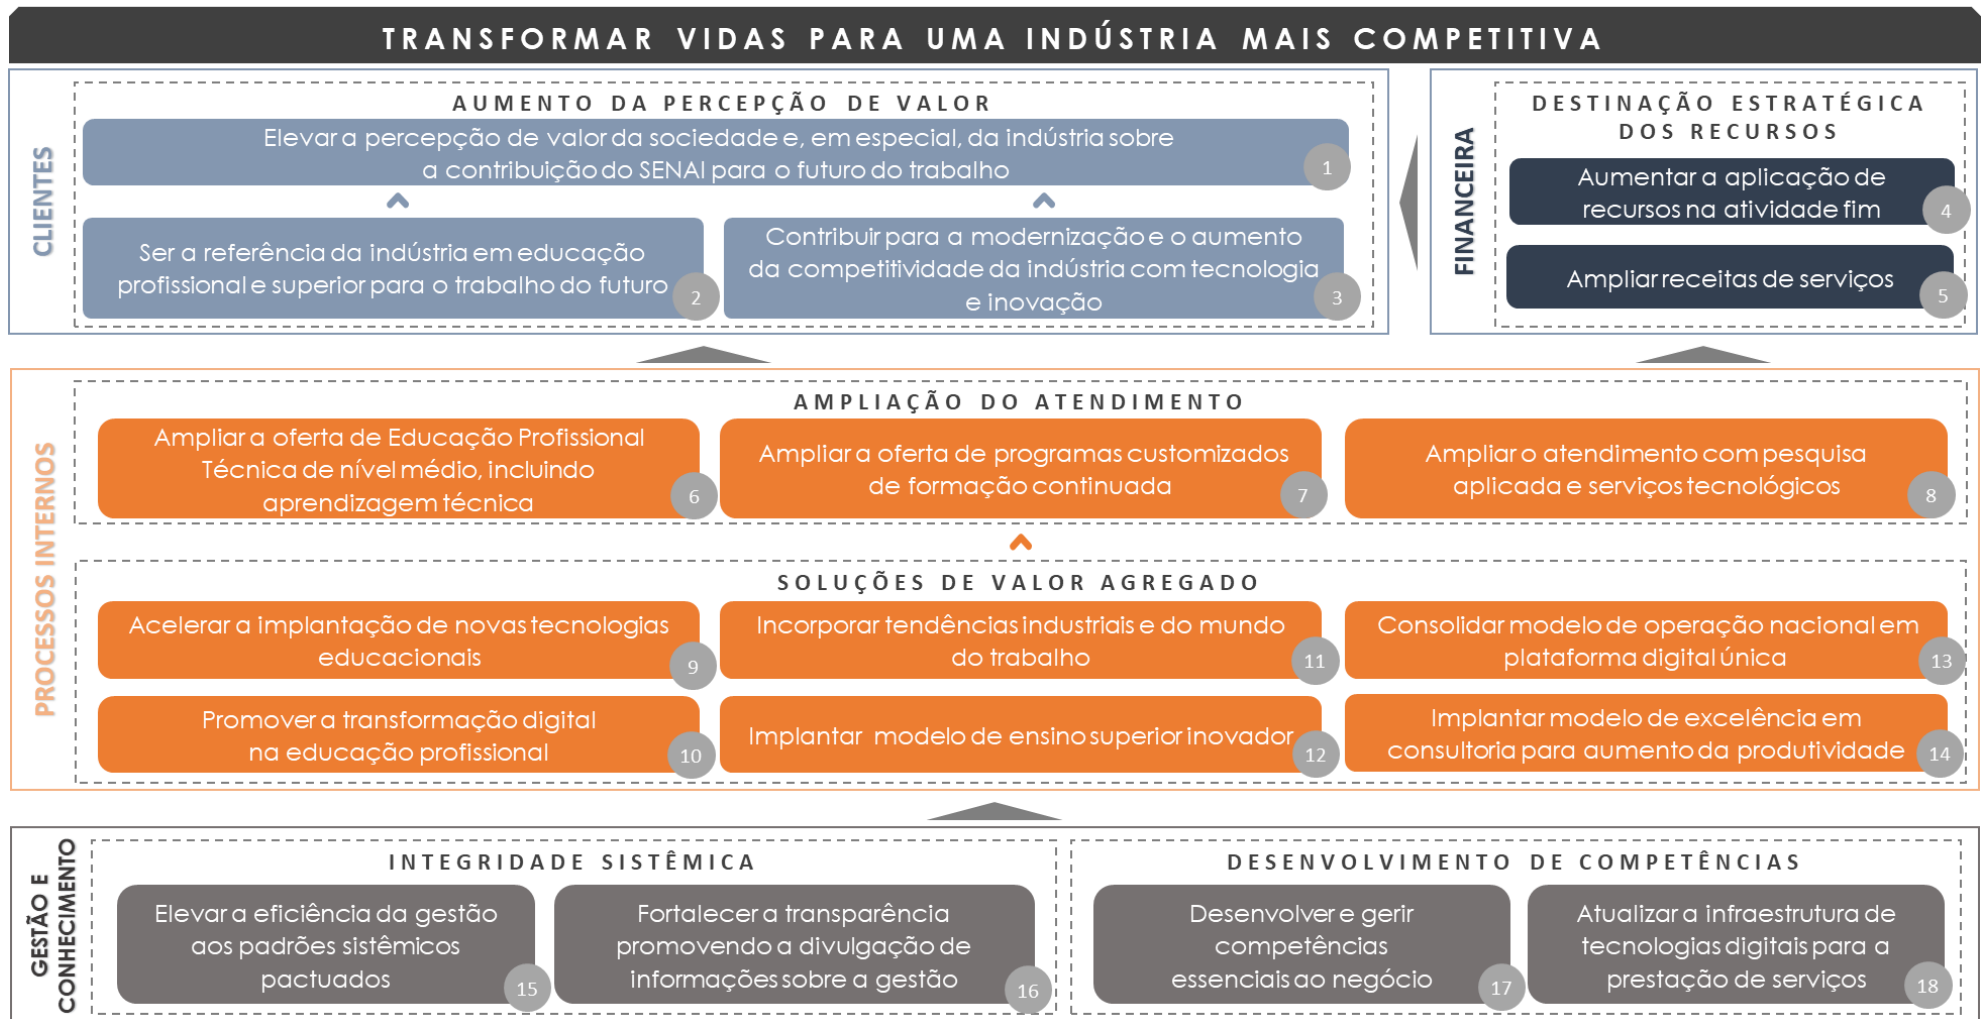 TRANSFORMAR VIDAS PARA UMA INDÚSTRIA MAIS COMPETITIVA
CLIENTES
AUMENTO DA PERCEPÇÃO DE VALOR
Elevar a percepção de valor da sociedade e, em especial, da indústria sobre
a contribuição do SENAI para o futuro do trabalho
1
Ser a referência da indústria em educação
profissional e superior para o trabalho do futuro
2
Contribuir para a modernização e o aumento
da competitividade da indústria com tecnologia
e inovação
3
FINANCEIRA
DESTINAÇÃO ESTRATÉGICA
DOS RECURSOS
Aumentar a aplicação de
recursos na atividade fim
4
Ampliar receitas de serviços
5
PROCESSOS INTERNOS
AMPLIAÇÃO DO ATENDIMENTO
Ampliar a oferta de Educação Profissional
Técnica de nível médio, incluindo
aprendizagem técnica
6
Ampliar a oferta de programas customizados
de formação continuada
7
Ampliar o atendimento com pesquisa
aplicada e serviços tecnológicos
8
SOLUÇÕES DE VALOR AGREGADO
Acelerar a implantação de novas tecnologias
educacionais
9
Incorporar tendências industriais e do mundo
do trabalho
11
Consolidar modelo de operação nacional em
plataforma digital única
13
Promover a transformação digital
na educação profissional
10
Implantar modelo de ensino superior inovador
12
Implantar modelo de excelência em
consultoria para aumento da produtividade
14
GESTÃO E
CONHECIMENTO
INTEGRIDADE SISTÊMICA
Elevar a eficiência da gestão
aos padrões sistêmicos
pactuados
15
Fortalecer a transparência
promovendo a divulgação de
informações sobre a gestão
16
DESENVOLVIMENTO DE COMPETÊNCIAS
Desenvolver e gerir
competências
essenciais ao negócio
17
Atualizar a infraestrutura de
tecnologias digitais para a
prestação de serviços
18